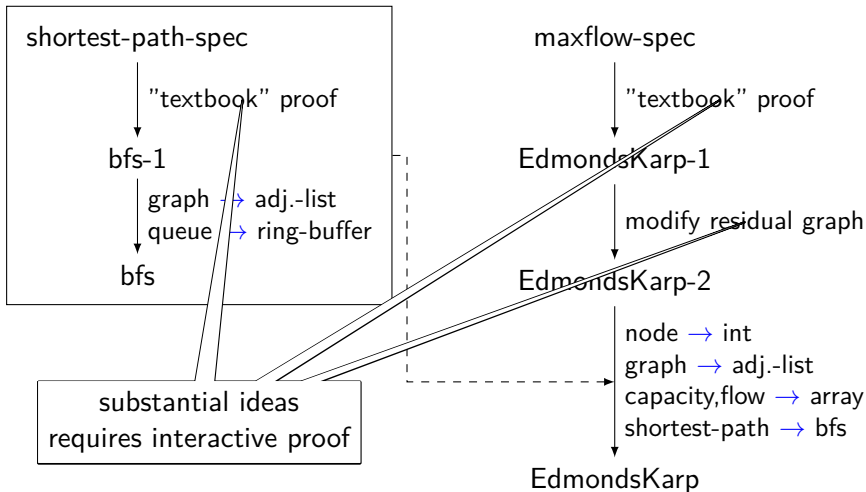 shortest-path-spec
"textbook" proof
bfs-1
graph → adj.-list
queue → ring-buffer
bfs
maxflow-spec
"textbook" proof
EdmondsKarp-1
modify residual graph
EdmondsKarp-2
node → int
graph → adj.-list
capacity,flow → array
shortest-path → bfs
EdmondsKarp
substantial ideas
requires interactive proof